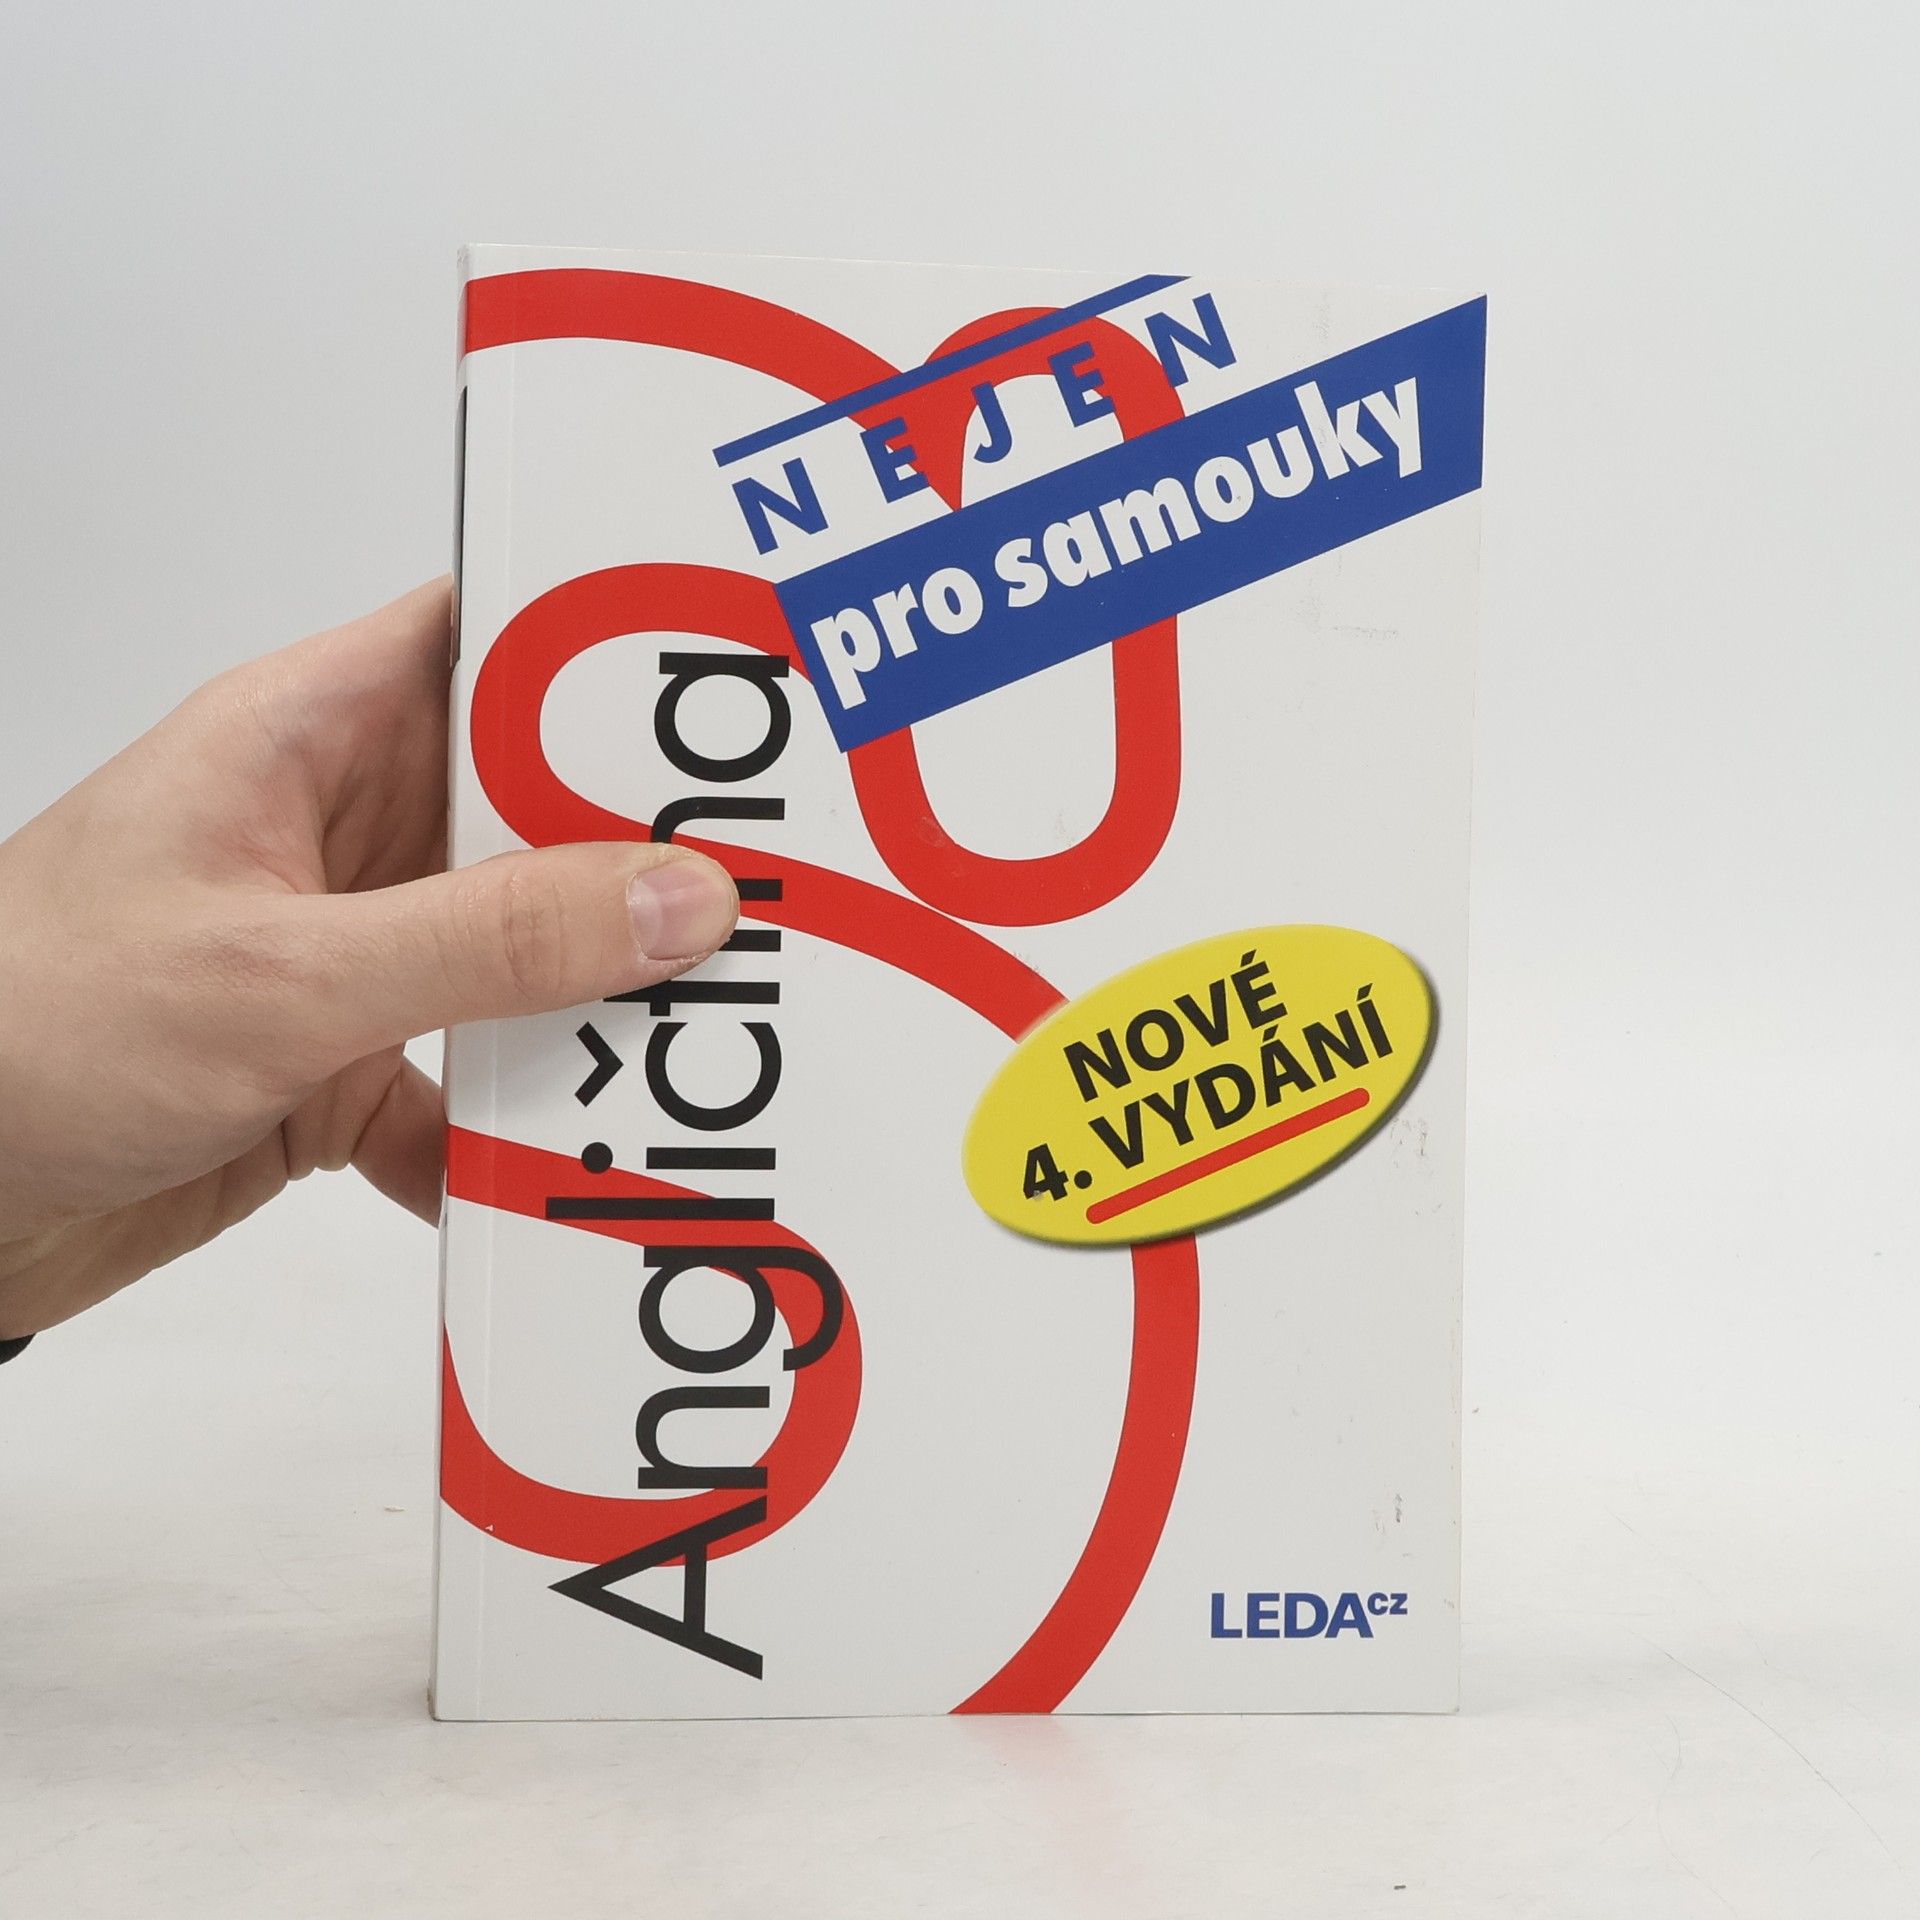 NEJEN
pro samouky
Angličtina
NOVÉ
4. VYDÁNÍ
LEDAcz